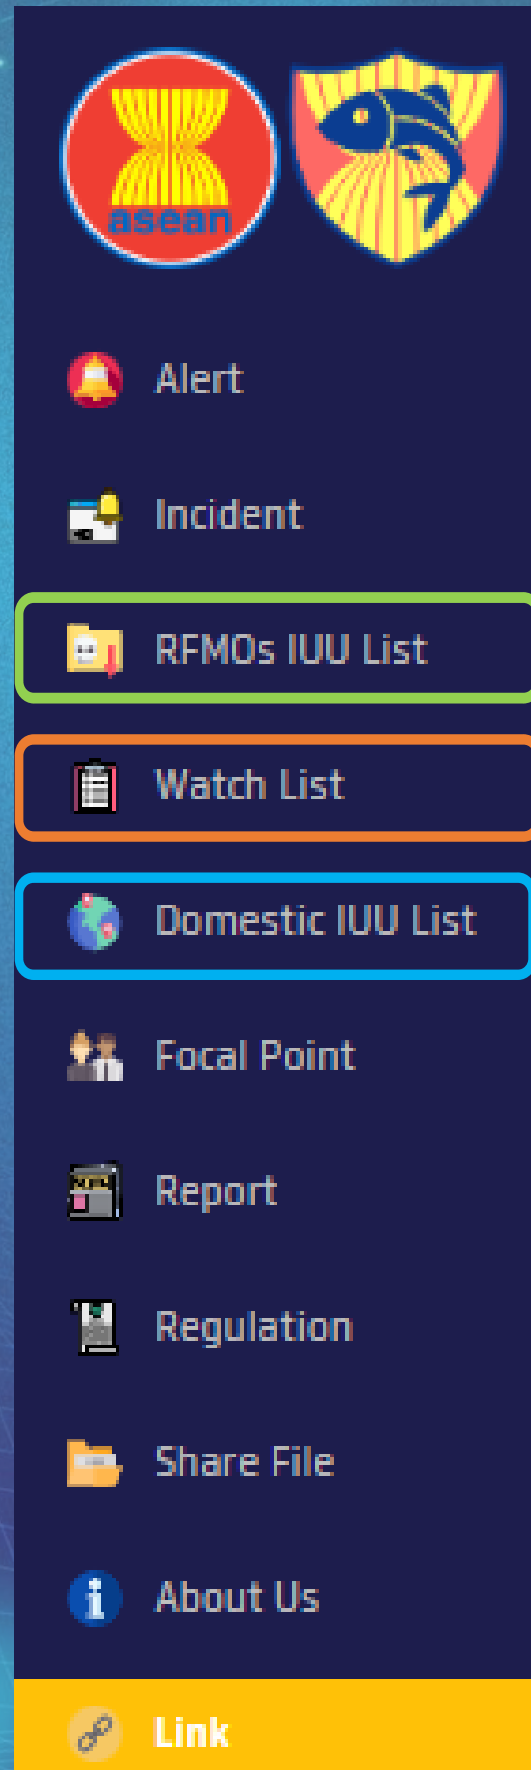 asean
Alert
Incident
RFMOs IUU List
Watch List
Domestic IUU List
Focal Point
Report
Regulation
Share File
About Us
Link